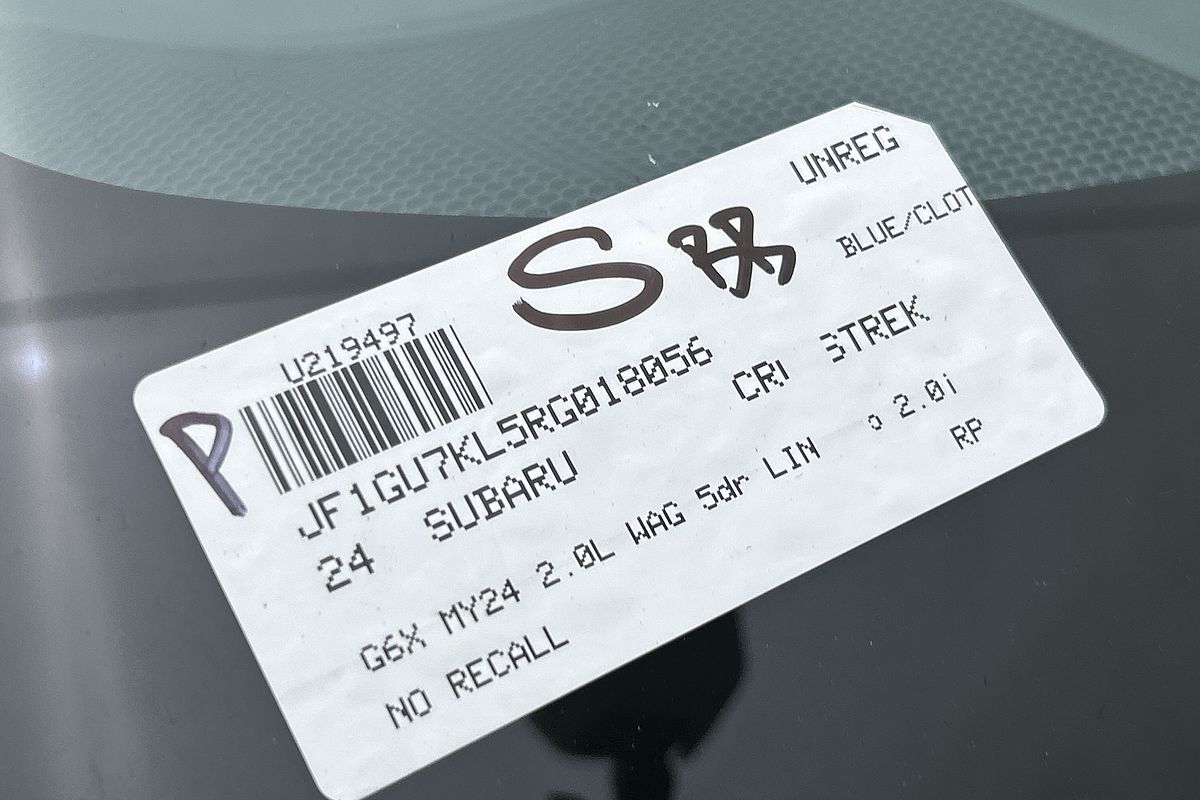 UNREG
BLUE/CLOT
S
U219497
P
JF1GU7KL5RG018056
24 SUBARU CRI STREK
G6X MY24 2.0L WAG 5dr LIN o 2.0i
NO RECALL RP